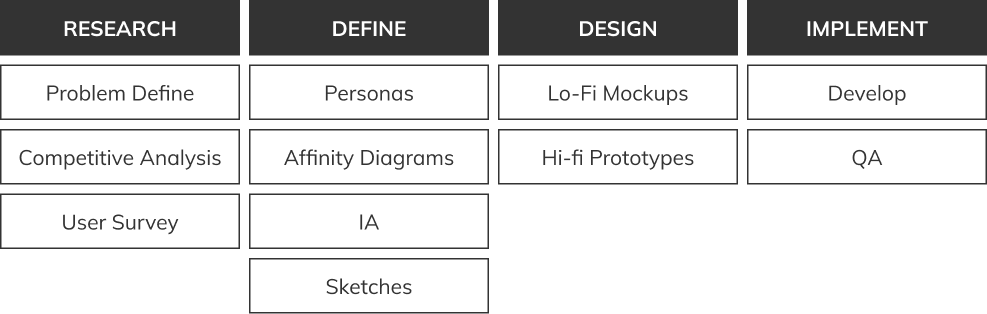 RESEARCH
DEFINE
DESIGN
IMPLEMENT
Problem Define
Personas
Lo-Fi Mockups
Develop
Competitive Analysis
Affinity Diagrams
Hi-fi Prototypes
QA
User Survey
IA
Sketches